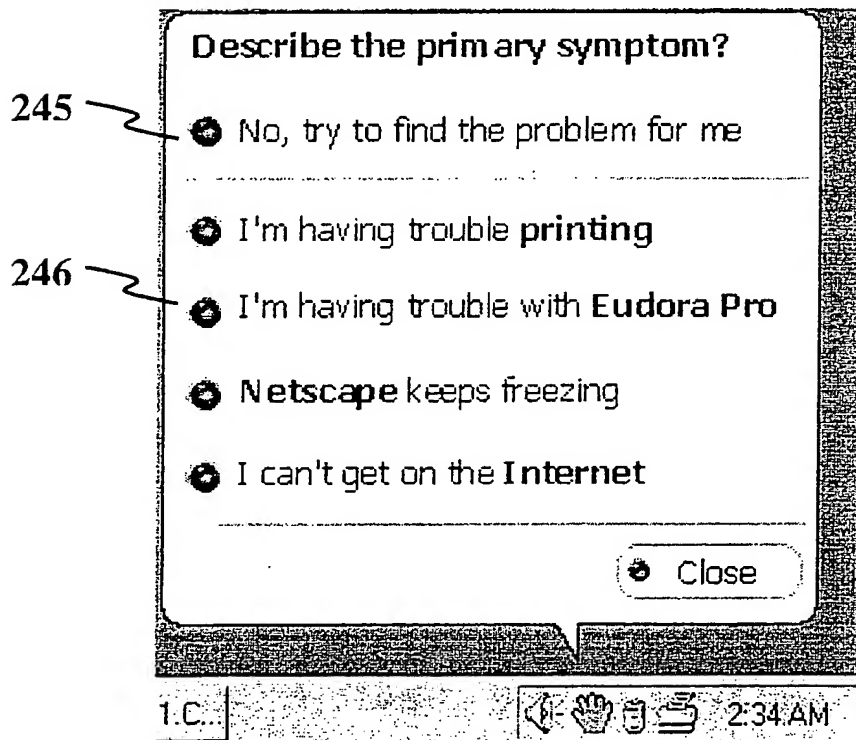 Describe the primary symptom?
245
No, try to find the problem for me
I'm having trouble printing
246
I'm having trouble with Eudora Pro
Netscape keeps freezing
I can't get on the Internet
Close
1.C...
2:34 AM